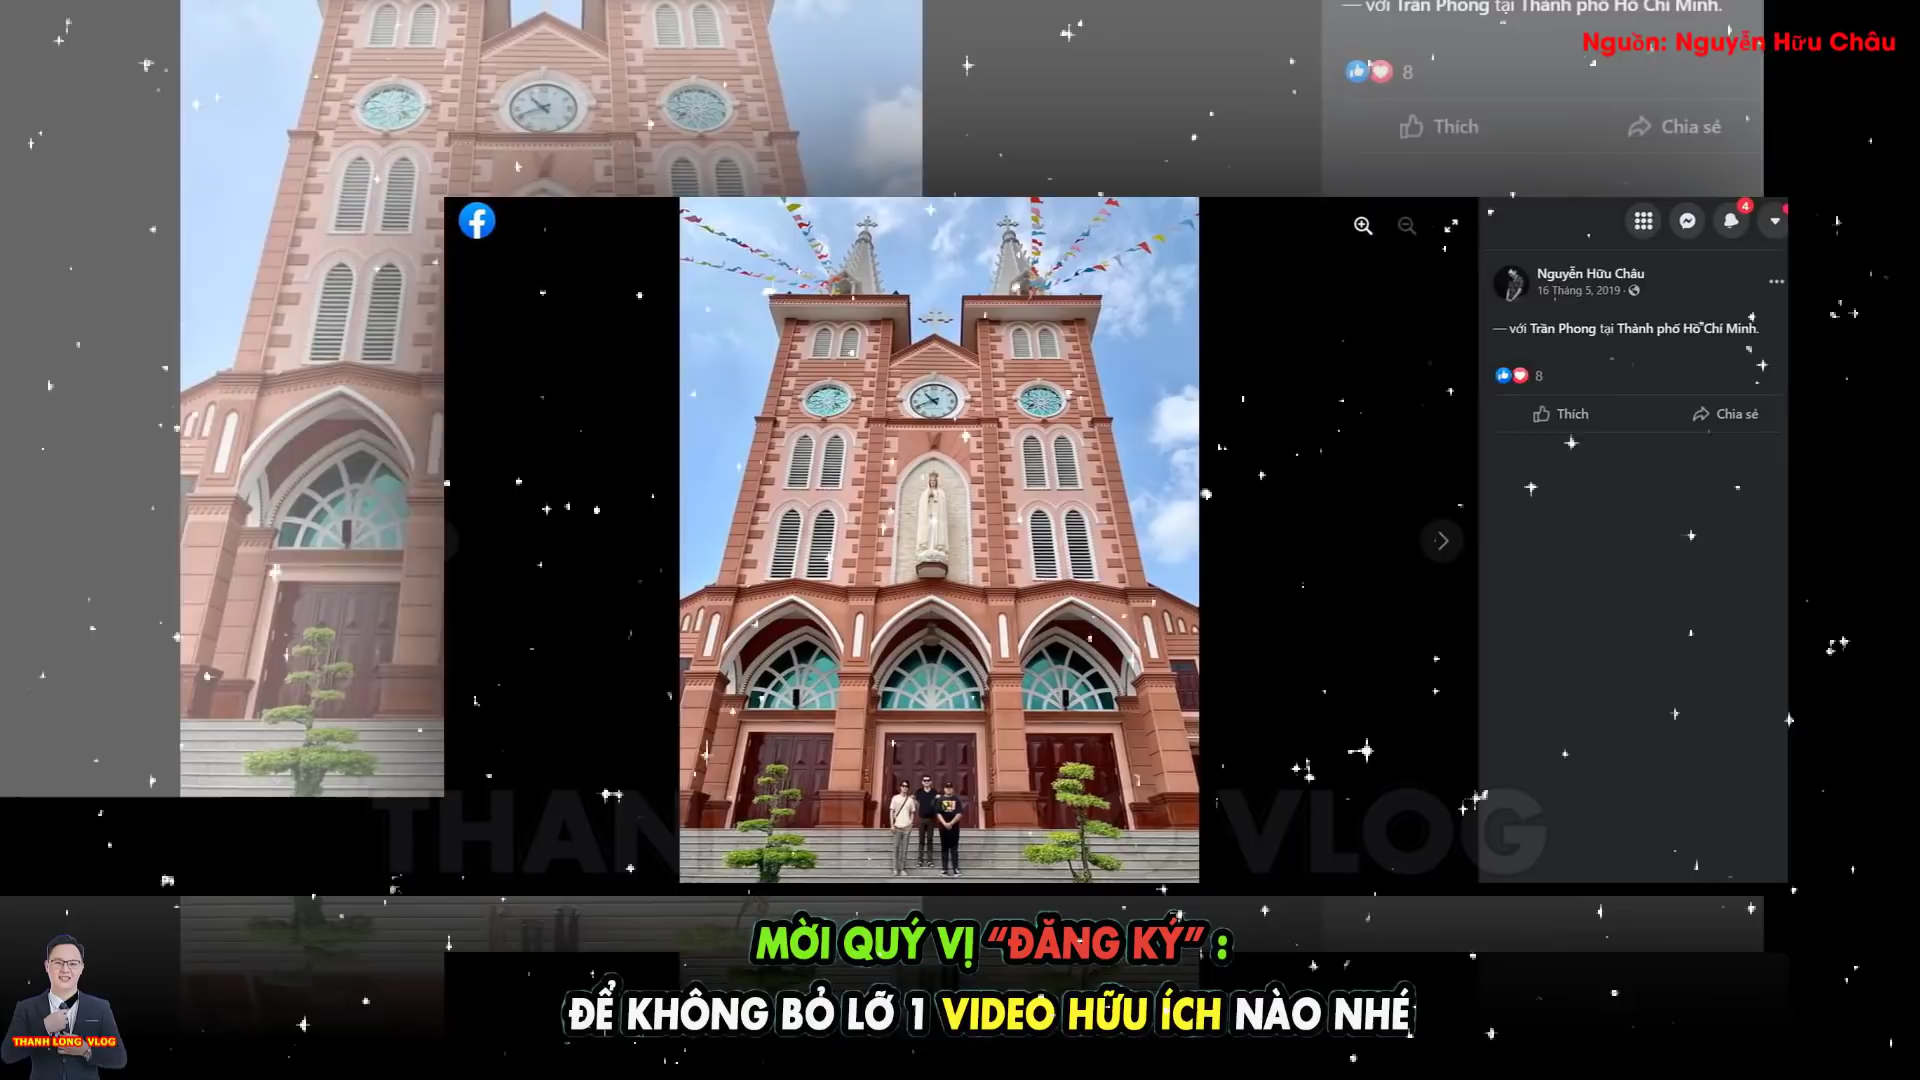 — với Trần Phong tại Thành phố Hồ Chí Minh.
Nguồn: Nguyễn Hữu Châu
8
Thích
Chia sẻ
4
Nguyễn Hữu Châu
16 Tháng 5, 2019
— với Trần Phong tại Thành phố Hồ Chí Minh.
8
Thích
Chia sẻ
VLOG
MỜI QUÝ VỊ “ĐĂNG KÝ” :
ĐỂ KHÔNG BỎ LỠ 1 VIDEO HỮU ÍCH NÀO NHÉ
THANH LONG VLOG